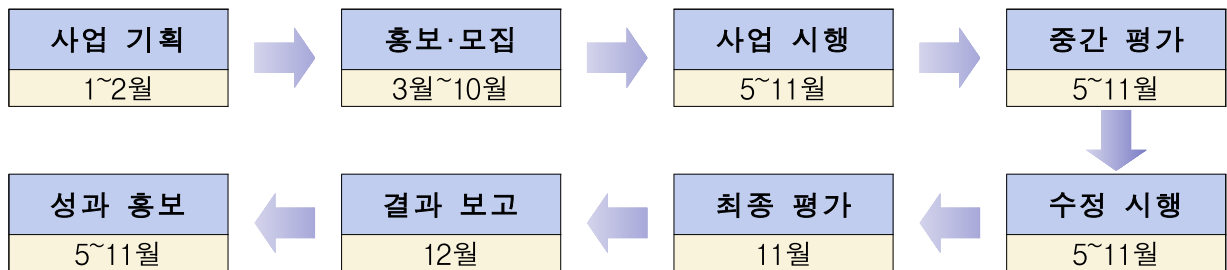 사업 기획
1~2월
홍보·모집
3월~10월
사업 시행
5~11월
중간 평가
5~11월
수정 시행
5~11월
최종 평가
11월
결과 보고
12월
성과 홍보
5~11월